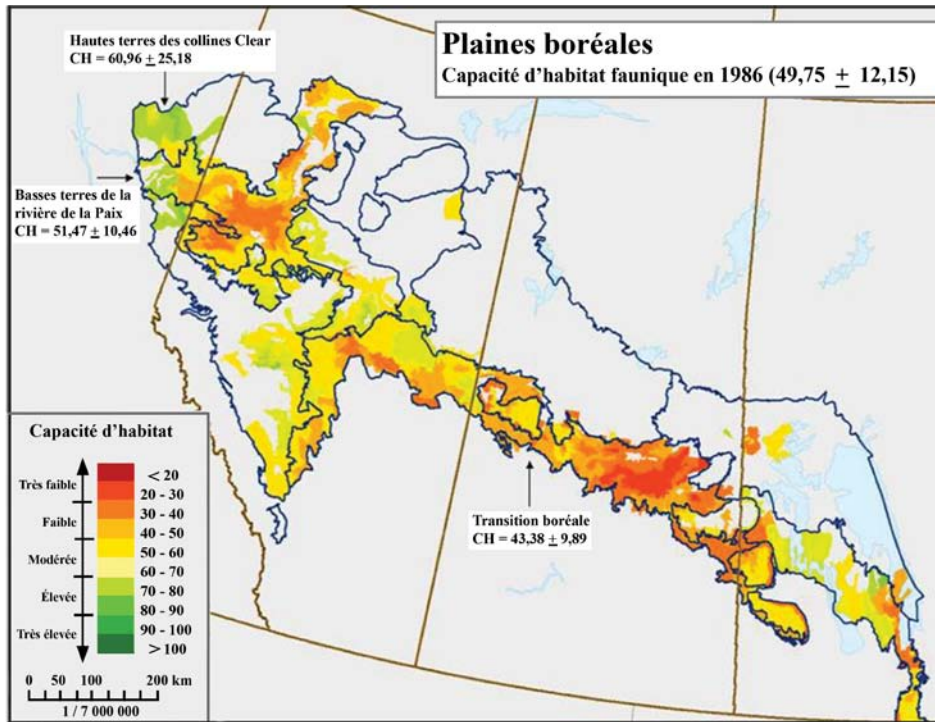 Hautes terres des collines Clear
CH = 60,96 ± 25,18
Plaines boréales
Capacité d'habitat faunique en 1986 (49,75 ± 12,15)
Basses terres de la
rivière de la Paix
CH = 51,47 ± 10,46
Transition boréale
CH = 43,38 ± 9,89
Capacité d'habitat
Très faible
Faible
Modérée
Élevée
Très élevée
< 20
20 - 30
30 - 40
40 - 50
50 - 60
60 - 70
70 - 80
80 - 90
90 - 100
> 100
0 50 100 200 km
1 / 7 000 000